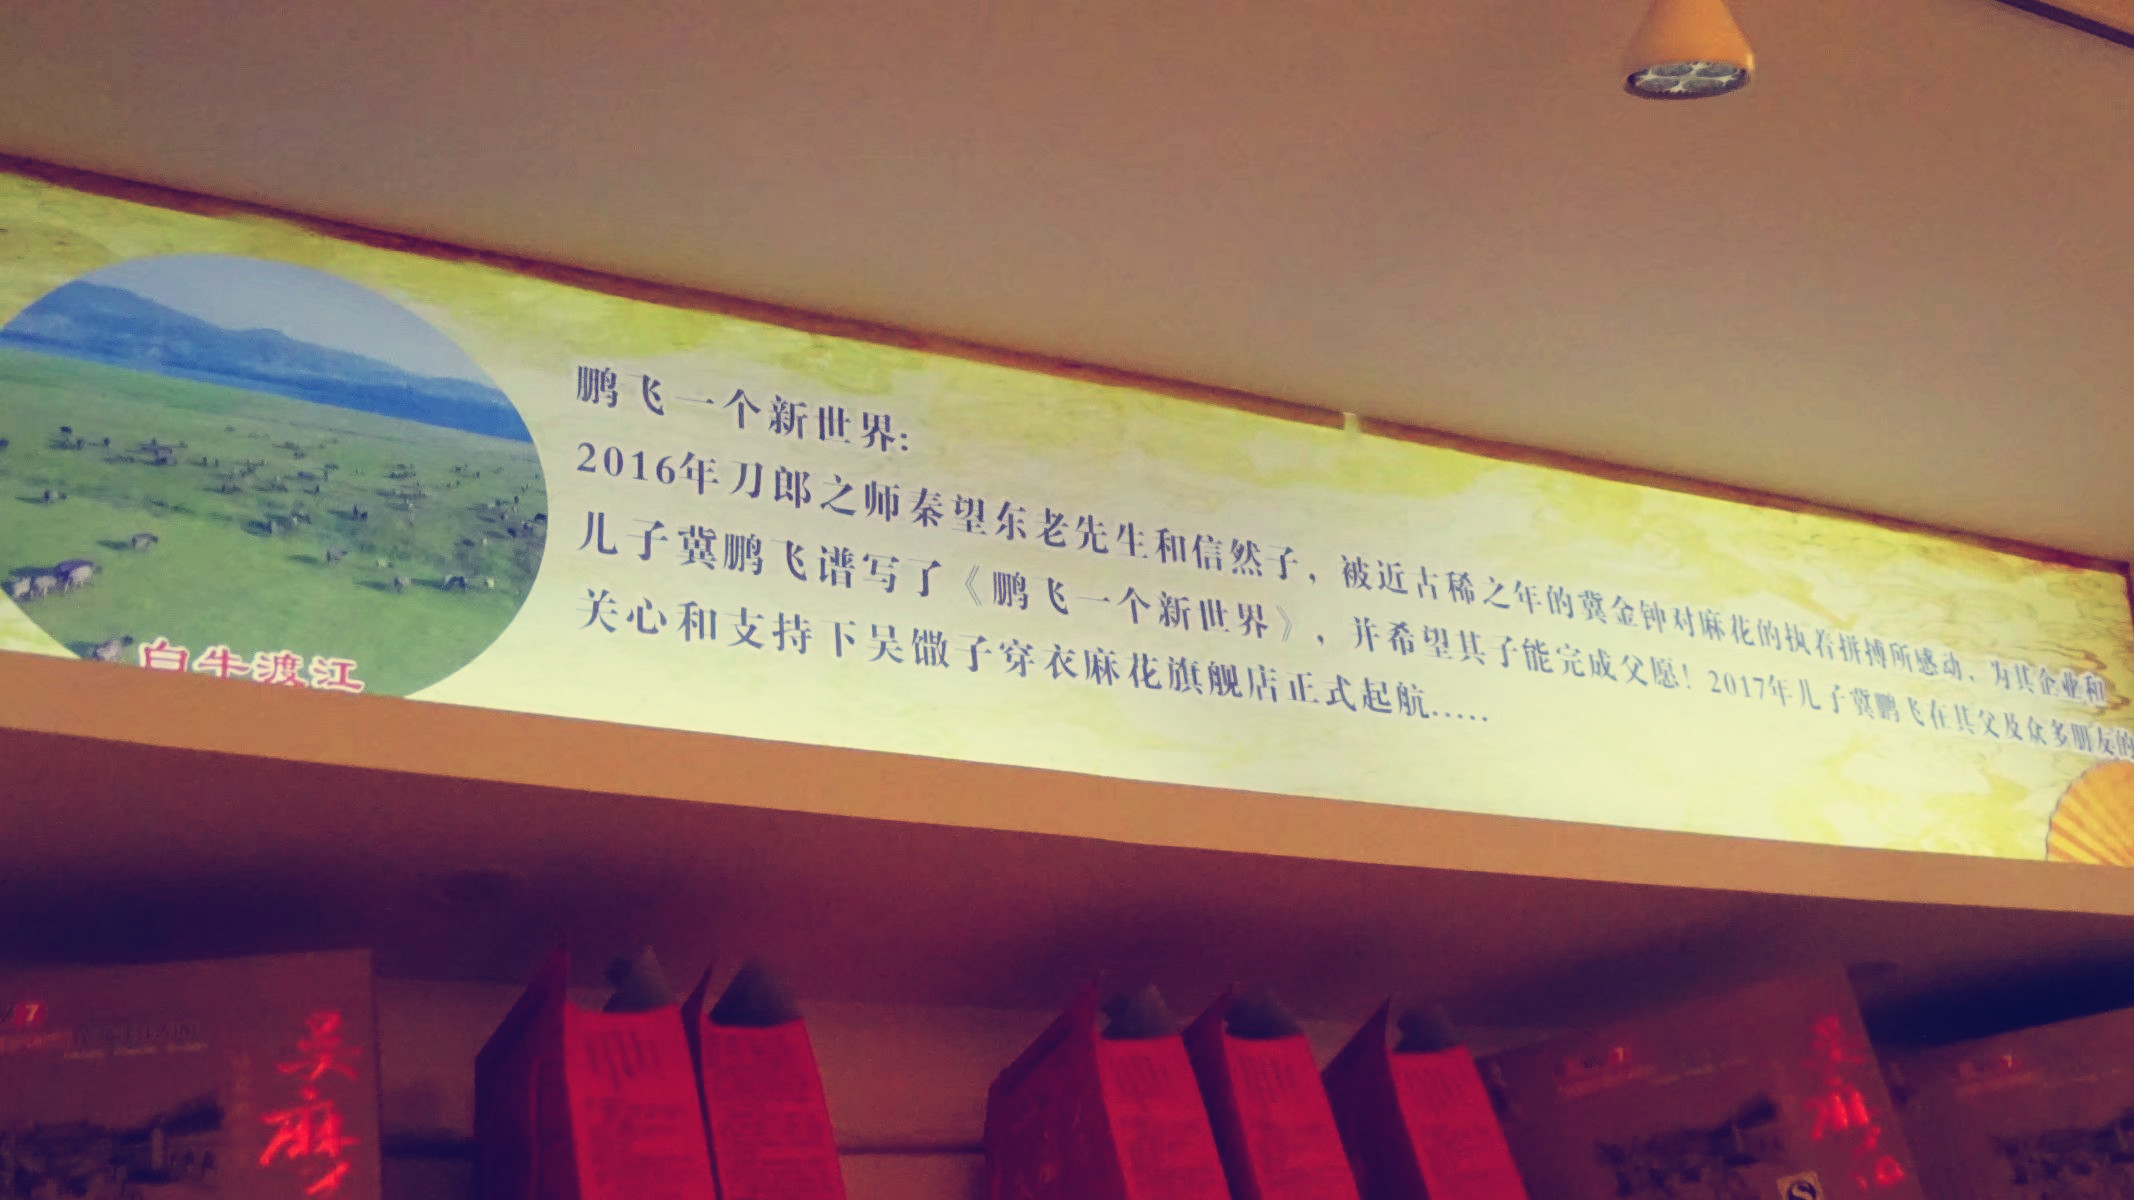 鹏飞一个新世界:
2016年刀郎之师秦望东老先生和信然子，被近古稀之年的冀金钟对麻花的执着拼搏所感动，为其企业和
儿子冀鹏飞谱写了《鹏飞一个新世界》，并希望其子能完成父愿！2017年儿子冀鹏飞在其父及众多朋友的
关心和支持下吴馓子穿衣麻花旗舰店正式起航.....
白牛渡江
7
吴麻
7
7